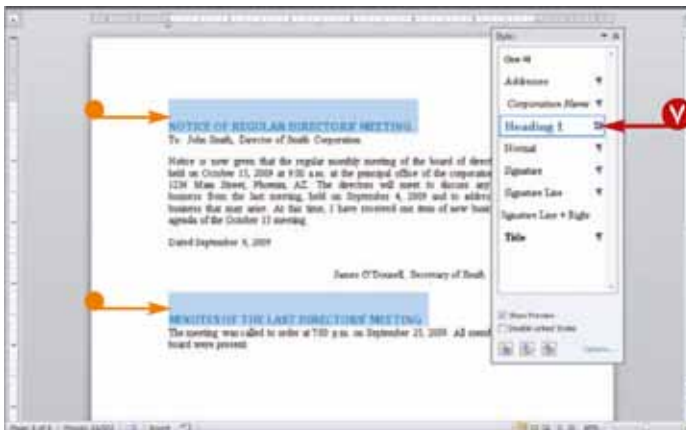 NOTICE OF REGULAR DIRECTORS' MEETING
To: John Smith, Director of Smith Corporation
Notice is now given that the regular monthly meeting of the board of direct
held on October 15, 2009 at 9:00 a.m. at the principal office of the corporation
1234 Main Street, Phoenix, AZ. The directors will meet to discuss any
business from the last meeting, held on September 4, 2009 and to address
business that may arise. At this time, I have received one item of new busi
agenda of the October 15 meeting.
Dated September 9, 2009
James O'Donnell, Secretary of Smith
MINUTES OF THE LAST DIRECTORS' MEETING
The meeting was called to order at 7:00 p.m. on September 25, 2009. All memb
board were present.
Styles
Clear All
Addresses
Corporation Name
Heading 1
Normal
Signature
Signature Line
Signature Line + Right
Title
Show Preview
Disable Linked Styles
Options...
7